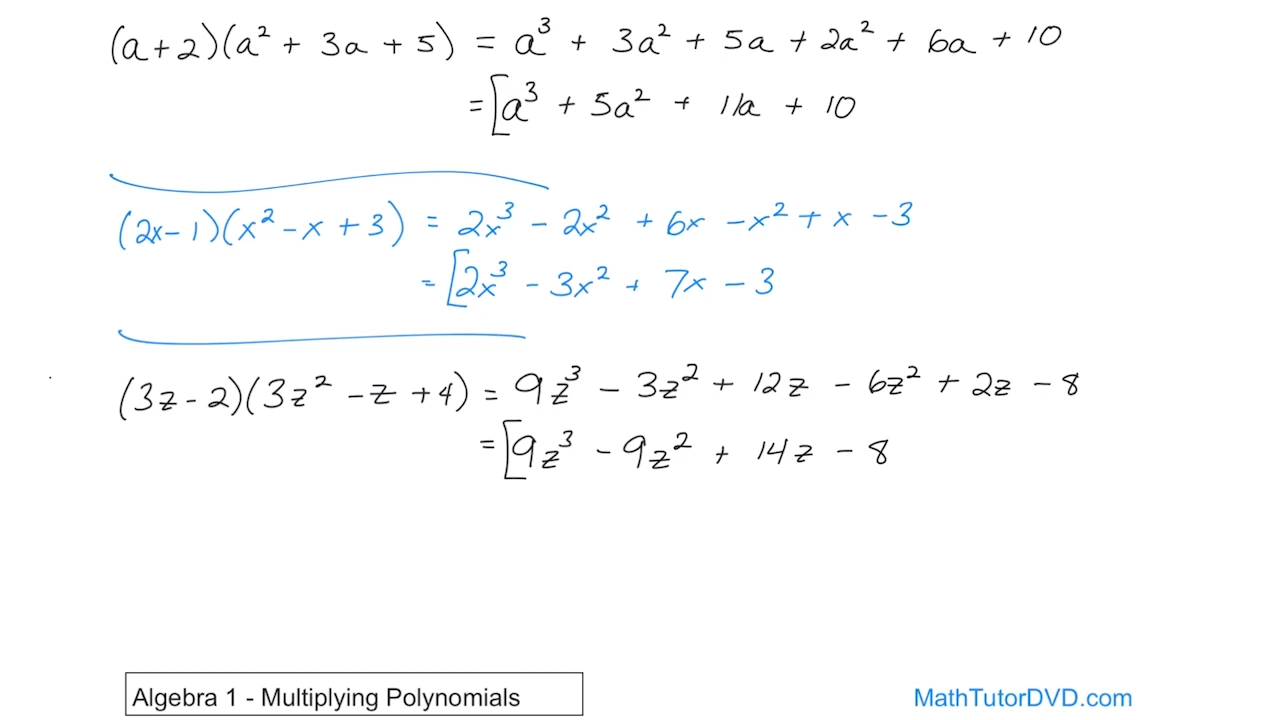 (a+2)(a² + 3a + 5) = a³ + 3a² + 5a + 2a² + 6a + 10
= [a³ + 5a² + 11a + 10
(2x-1)(x² - x + 3) = 2x³ - 2x² + 6x - x² + x - 3
= [2x³ - 3x² + 7x - 3
(3z-2)(3z² - z + 4) = 9z³ - 3z² + 12z - 6z² + 2z - 8
= [9z³ - 9z² + 14z - 8
Algebra 1 - Multiplying Polynomials
MathTutorDVD.com